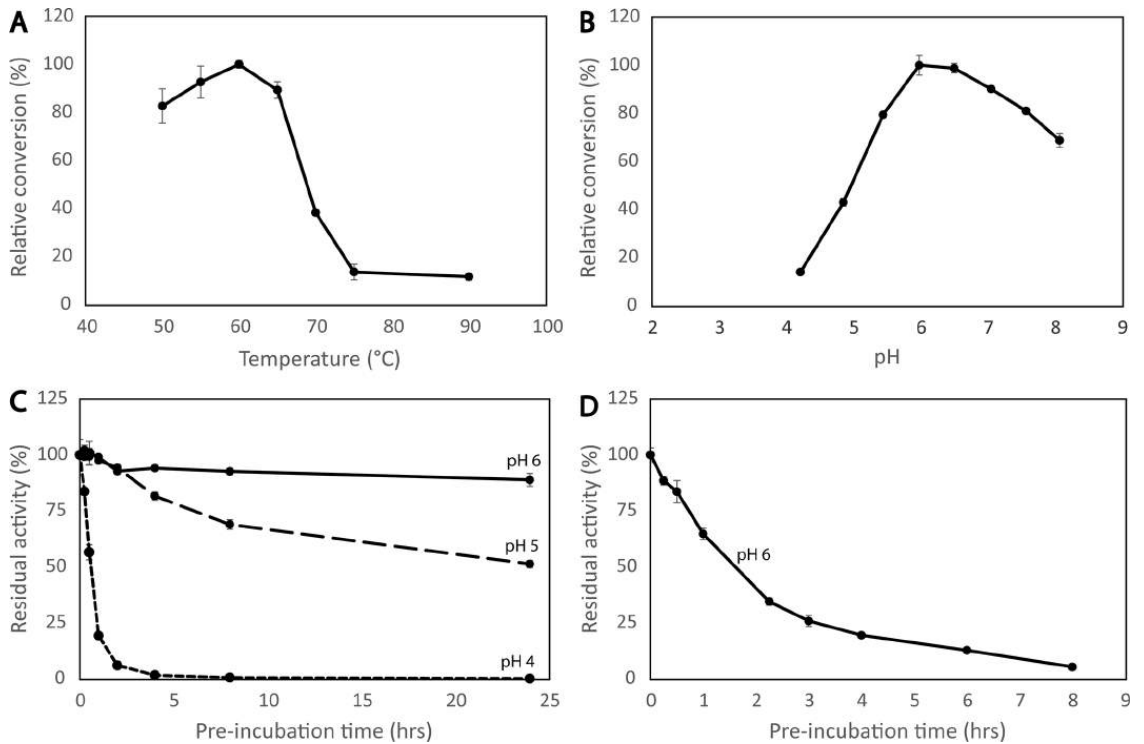 A
Relative conversion (%)
120
100
80
60
40
20
0
40 50 60 70 80 90 100
Temperature (°C)
B
Relative conversion (%)
120
100
80
60
40
20
0
2 3 4 5 6 7 8 9
pH
C
Residual activity (%)
125
100
75
50
25
0
pH 6
pH 5
pH 4
0 5 10 15 20 25
Pre-incubation time (hrs)
D
Residual activity (%)
125
100
75
50
25
0
pH 6
0 1 2 3 4 5 6 7 8 9
Pre-incubation time (hrs)